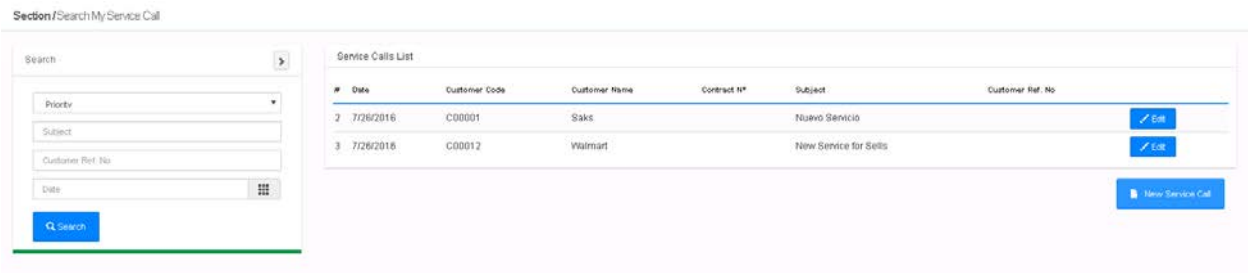 Section / Search My Service Call
Search
Priority
Subject
Customer Ref. No
Date
Search
Service Calls List
# Date Customer Code Customer Name Contract Nº Subject Customer Ref. No
2 7/26/2016 C00001 Saks Nuevo Servicio Edit
3 7/26/2016 C00012 Walmart New Service for Sells Edit
New Service Call